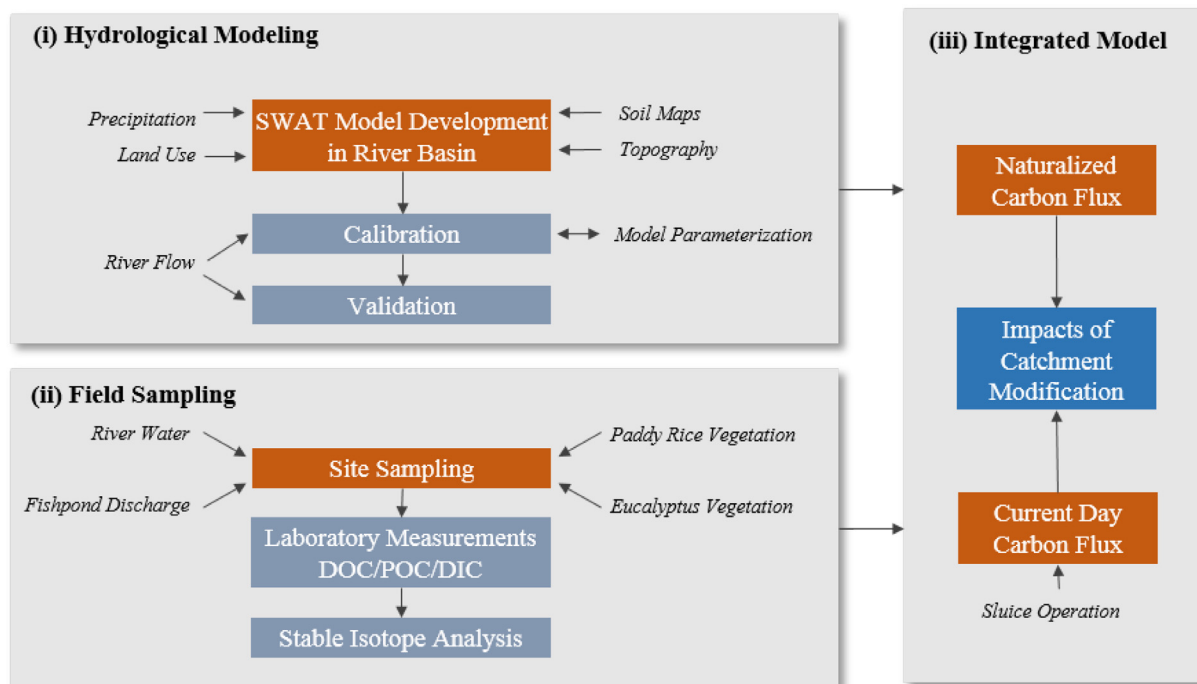 (i) Hydrological Modeling
Precipitation
Land Use
SWAT Model Development
in River Basin
Soil Maps
Topography
River Flow
Calibration
Model Parameterization
Validation
(ii) Field Sampling
River Water
Fishpond Discharge
Site Sampling
Paddy Rice Vegetation
Eucalyptus Vegetation
Laboratory Measurements
DOC/POC/DIC
Stable Isotope Analysis
(iii) Integrated Model
Naturalized
Carbon Flux
Impacts of
Catchment
Modification
Current Day
Carbon Flux
Sluice Operation